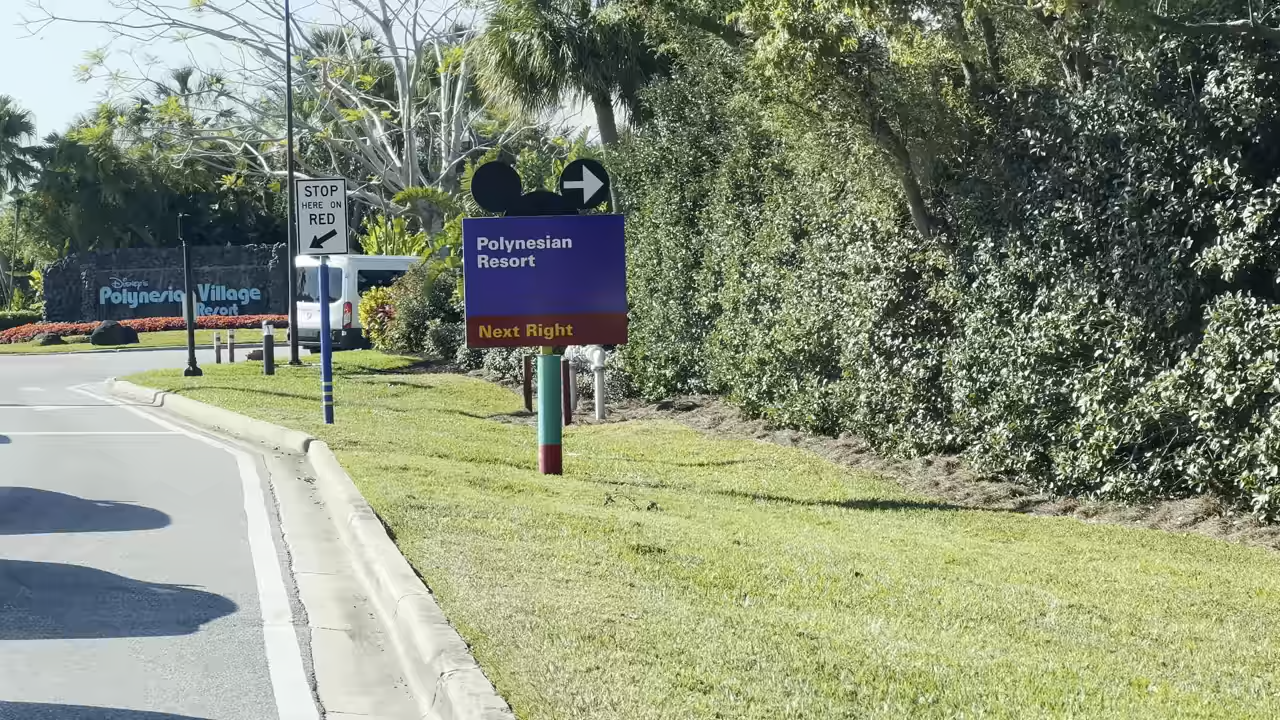 STOP
HERE ON
RED
Polynesian
Resort
Next Right
Disney's
Polynesian Village
Resort